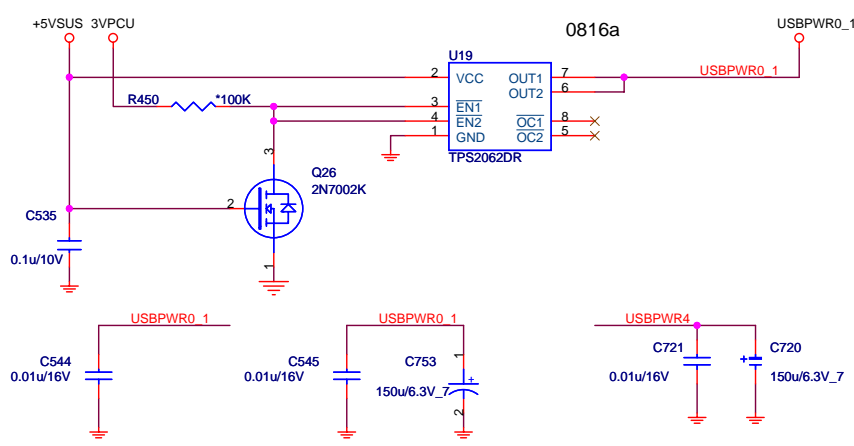 +5VSUS 3VPCU
0816a
USBPWR0_1
U19
2 VCC OUT1 7
OUT2 6
USBPWR0_1
R450 *100K
3 EN1
4 EN2 OC1 8
1 GND OC2 5
TPS2062DR
3
Q26
2N7002K
2
1
C535
0.1u/10V
USBPWR0_1
C544
0.01u/16V
USBPWR0_1
C545
0.01u/16V
C753
1
+
150u/6.3V_7
2
USBPWR4
C721
0.01u/16V
C720
+
150u/6.3V_7